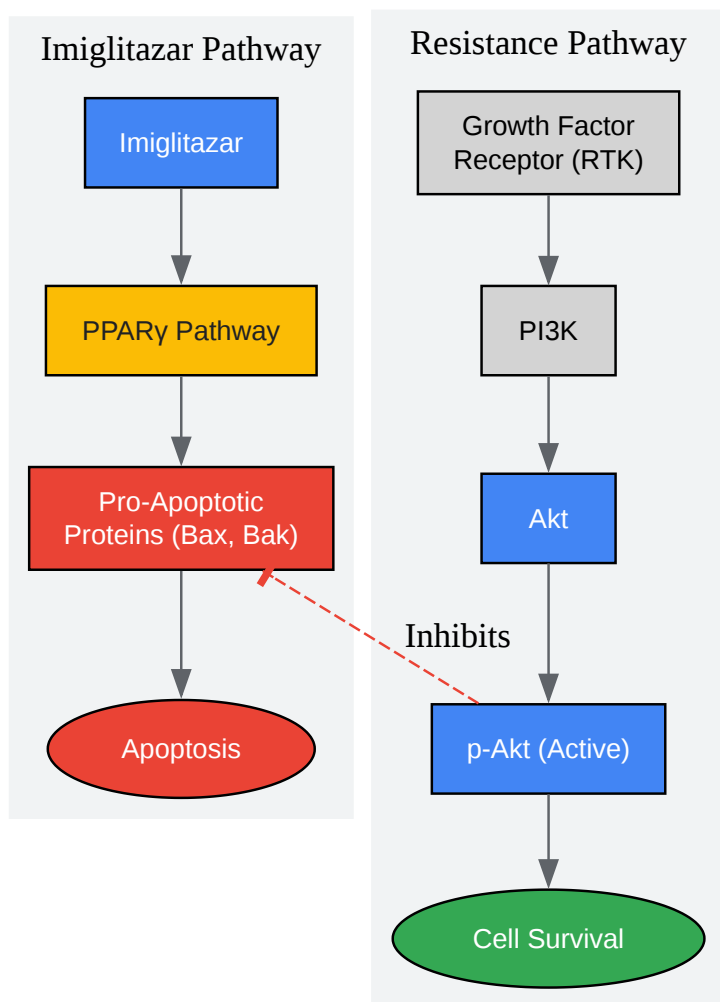 Imiglitazar Pathway
Imiglitazar
PPARγ Pathway
Pro-Apoptotic
Proteins (Bax, Bak)
Apoptosis
Resistance Pathway
Growth Factor
Receptor (RTK)
PI3K
Akt
Inhibits
p-Akt (Active)
Cell Survival